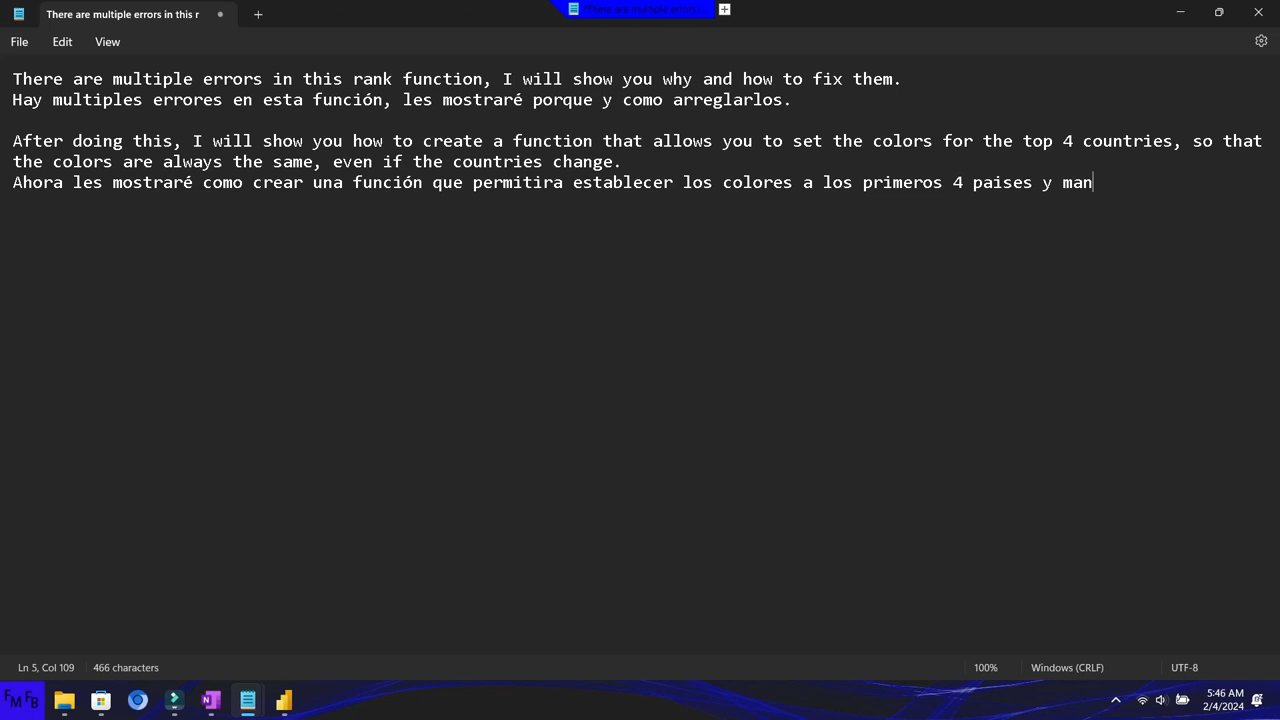 There are multiple errors in this r
There are multiple errors i
File Edit View
There are multiple errors in this rank function, I will show you why and how to fix them.
Hay multiples errores en esta función, les mostraré porque y como arreglarlos.
After doing this, I will show you how to create a function that allows you to set the colors for the top 4 countries, so that
the colors are always the same, even if the countries change.
Ahora les mostraré como crear una función que permitira establecer los colores a los primeros 4 paises y man
Ln 5, Col 109 466 characters 100% Windows (CRLF) UTF-8
FMFB
5:46 AM
2/4/2024